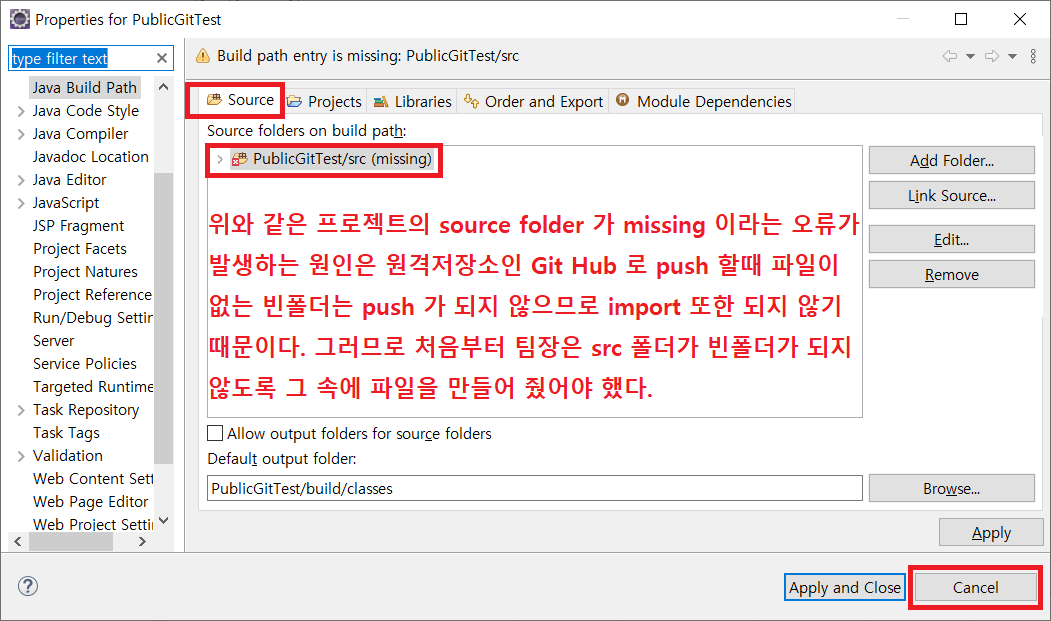 Properties for PublicGitTest
type filter text
Build path entry is missing: PublicGitTest/src
Java Build Path
Java Code Style
Java Compiler
Javadoc Location
Java Editor
JavaScript
JSP Fragment
Project Facets
Project Natures
Project Reference
Run/Debug Settin
Server
Service Policies
Targeted Runtime
Task Repository
Task Tags
Validation
Web Content Sett
Web Page Editor
Web Project Settin
Source
Projects
Libraries
Order and Export
Module Dependencies
Source folders on build path:
PublicGitTest/src (missing)
위와 같은 프로젝트의 source folder 가 missing 이라는 오류가
발생하는 원인은 원격저장소인 Git Hub 로 push 할때 파일이
없는 빈폴더는 push 가 되지 않으므로 import 또한 되지 않기
때문이다. 그러므로 처음부터 팀장은 src 폴더가 빈폴더가 되지
않도록 그 속에 파일을 만들어 줬어야 했다.
Add Folder...
Link Source...
Edit...
Remove
Allow output folders for source folders
Default output folder:
PublicGitTest/build/classes
Browse...
Apply
Apply and Close
Cancel